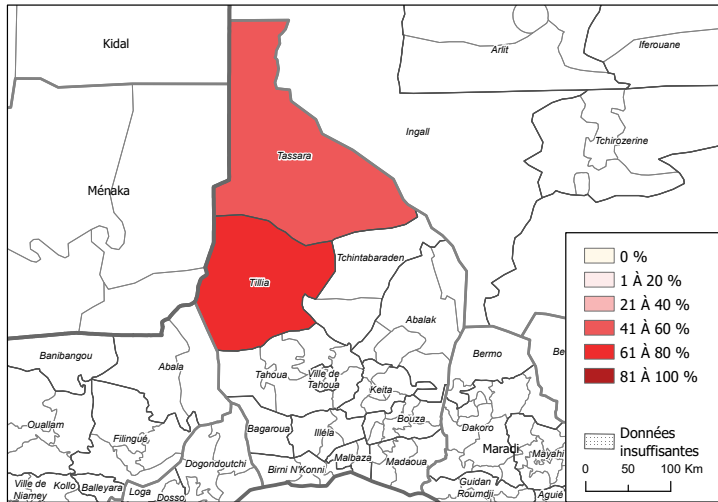 Kidal
Arlit
Iferouane
Ingall
Tchirozerine
Tassara
Ménaka
Tchintabaraden
Tillia
Abalak
Banibangou
Abala
Bermo
Be
Tahoua
Ville de
Tahoua
Keita
Ouallam
Filingué
Bagaroua
Illéla
Bouza
Dakoro
Maradi
Mayahi
Dogondoutchi
Birni N'Konni
Malbaza
Madaoua
Guidan
Roumdji
Aguié
Ville de
Niamey
Kollo
Balleyara
Loga
Dosso
0 %
1 À 20 %
21 À 40 %
41 À 60 %
61 À 80 %
81 À 100 %
Données
insuffisantes
0 50 100 Km